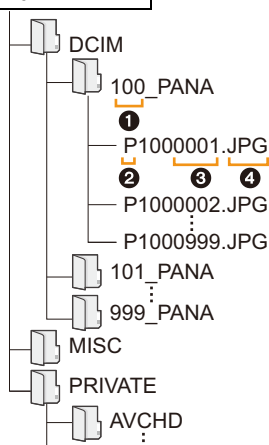 DCIM
100_PANA
❶
P1000001.JPG
❷ ❸ ❹
P1000002.JPG
P1000999.JPG
101_PANA
999_PANA
MISC
PRIVATE
AVCHD